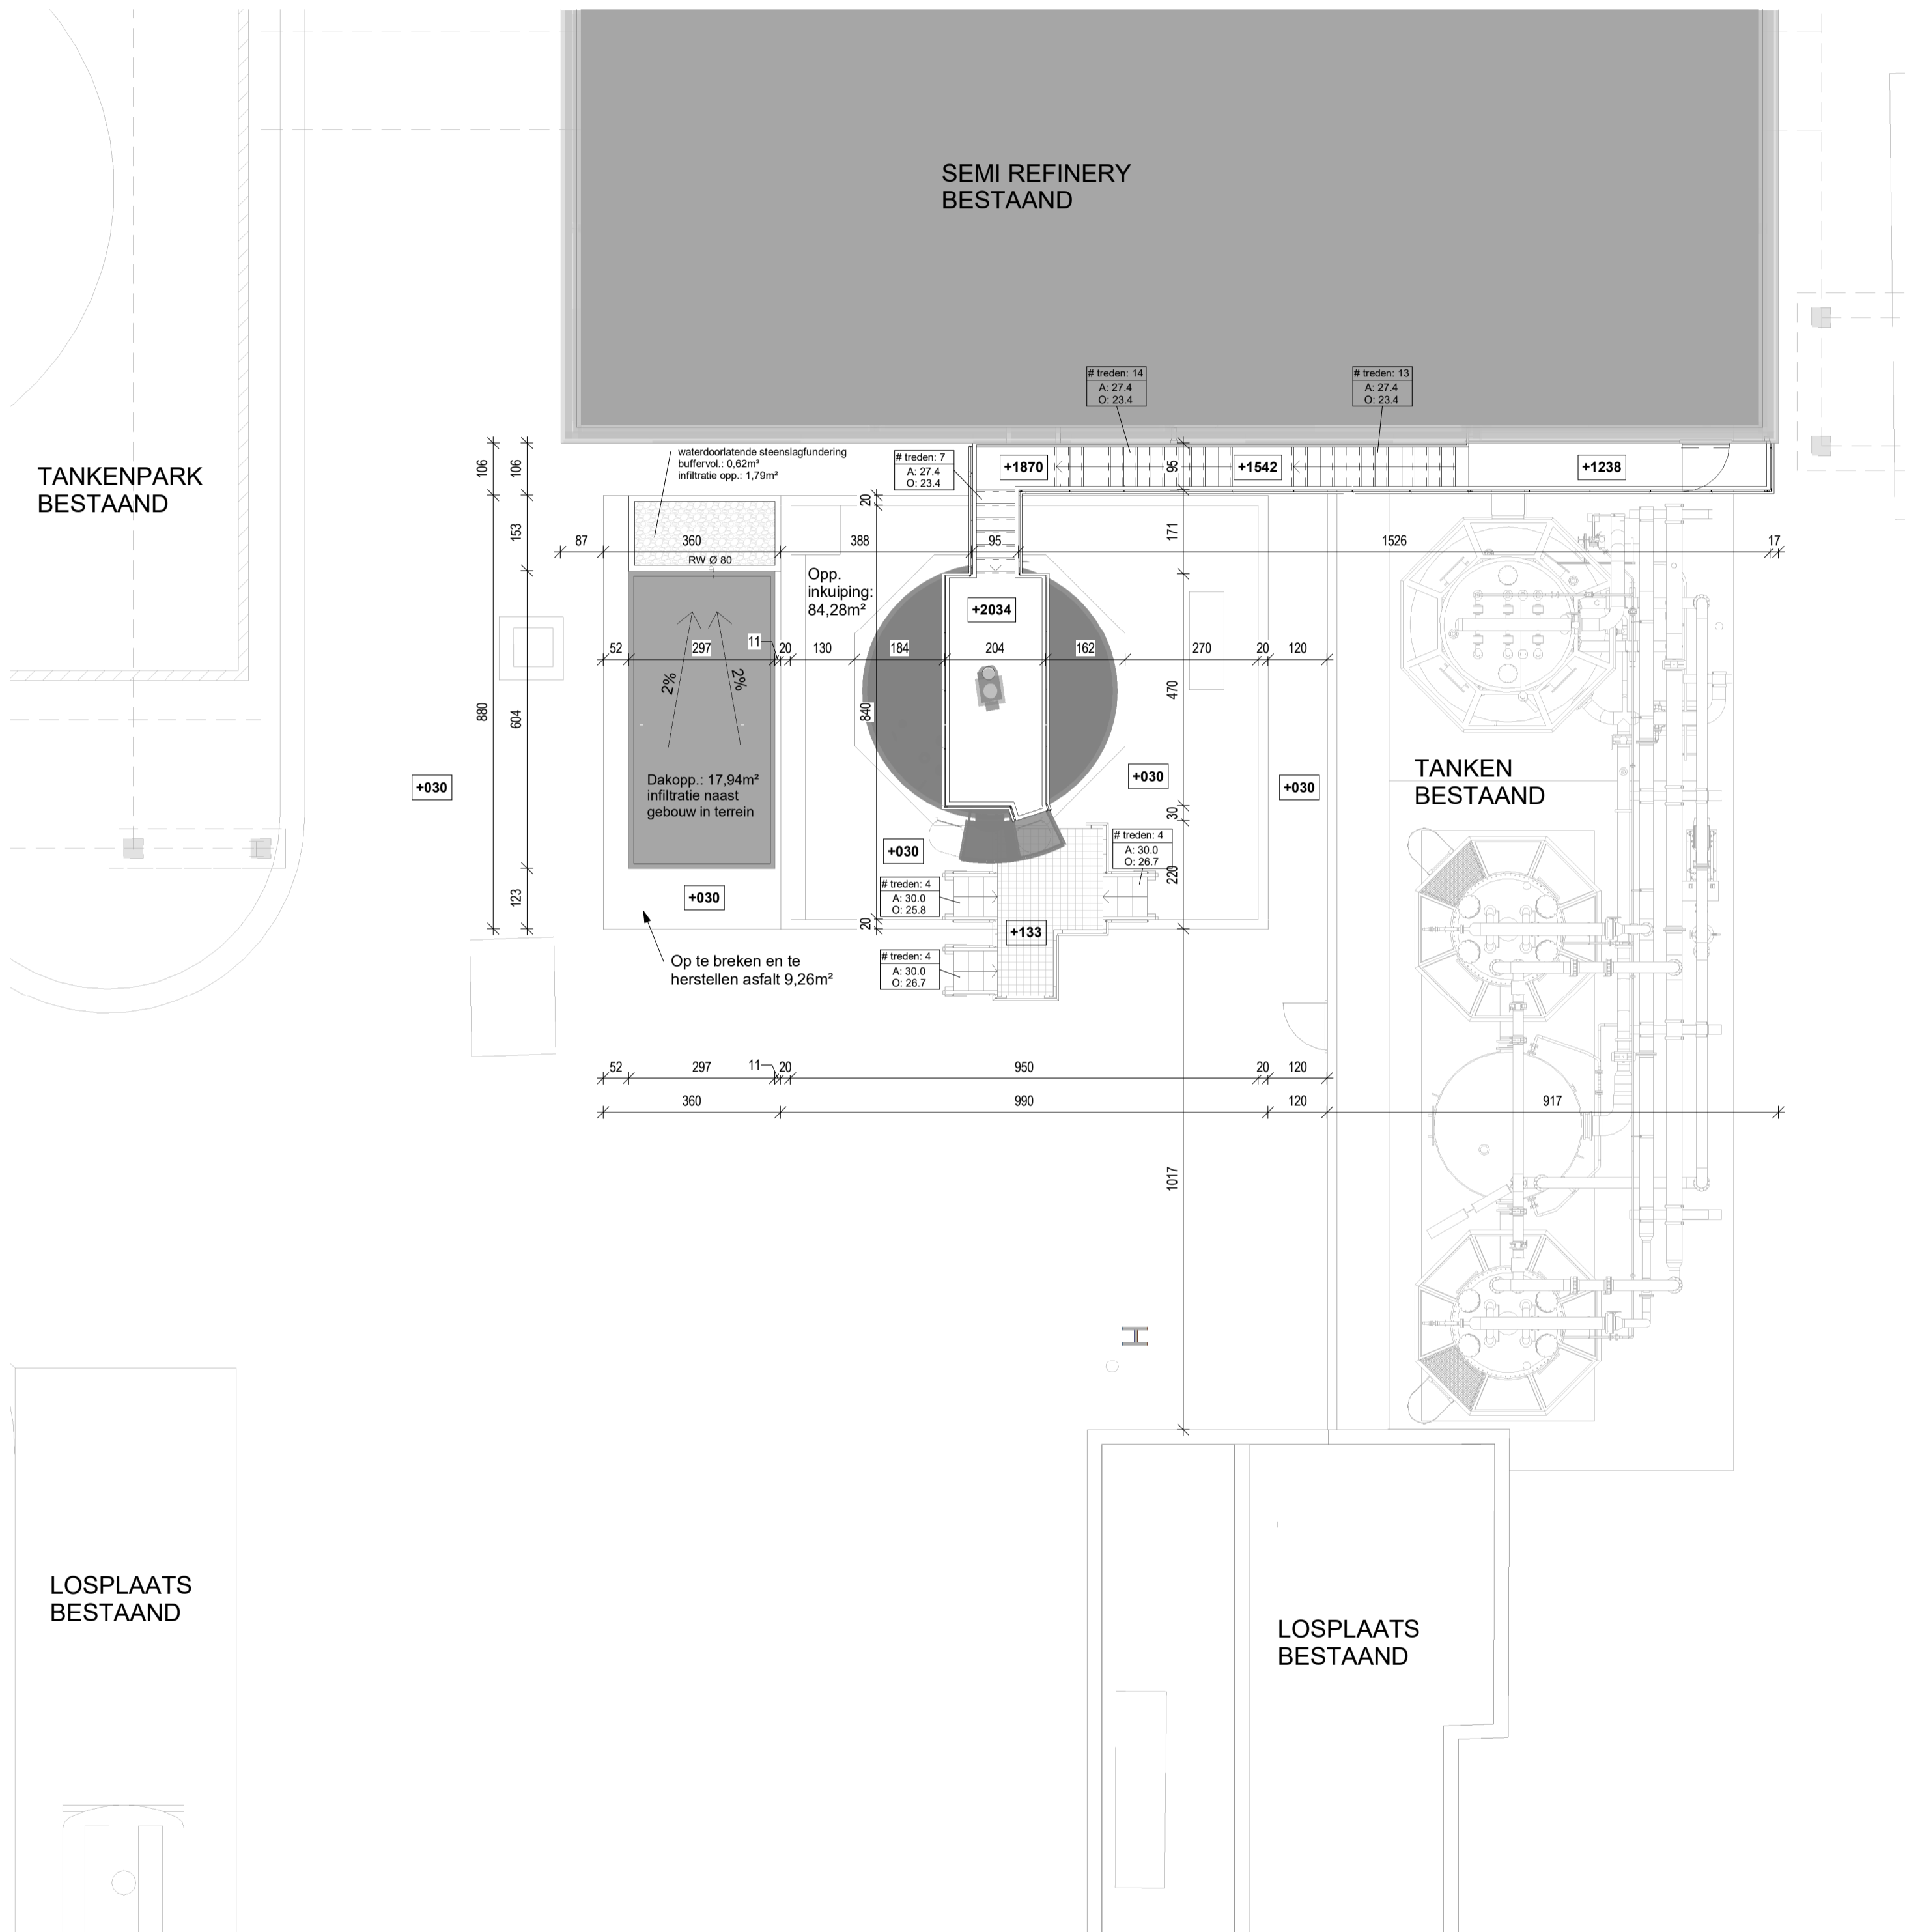 SEMI REFINERY
BESTAAND
# treden: 14
A: 27.4
O: 23.4
# treden: 13
A: 27.4
O: 23.4
TANKENPARK
BESTAAND
106
106
waterdoorlatende steenslagfundering
buffervol.: 0,62m³
infiltratie opp.: 1,79m²
# treden: 7
A: 27.4
O: 23.4
+1870
95
+1542
+1238
20
153
171
87
360
388
95
1526
17
RW Ø 80
Opp.
inkuiping:
84,28m²
+2034
52
297
11
20
130
184
204
162
270
20
120
2%
2%
880
604
840
470
TANKEN
BESTAAND
Dakopp.: 17,94m²
infiltratie naast
gebouw in terrein
+030
+030
+030
30
# treden: 4
A: 30.0
O: 26.7
+030
220
# treden: 4
A: 30.0
O: 25.8
123
+030
20
+133
Op te breken en te
herstellen asfalt 9,26m²
# treden: 4
A: 30.0
O: 26.7
52
297
11
20
950
20
120
360
990
120
917
1017
LOSPLAATS
BESTAAND
LOSPLAATS
BESTAAND